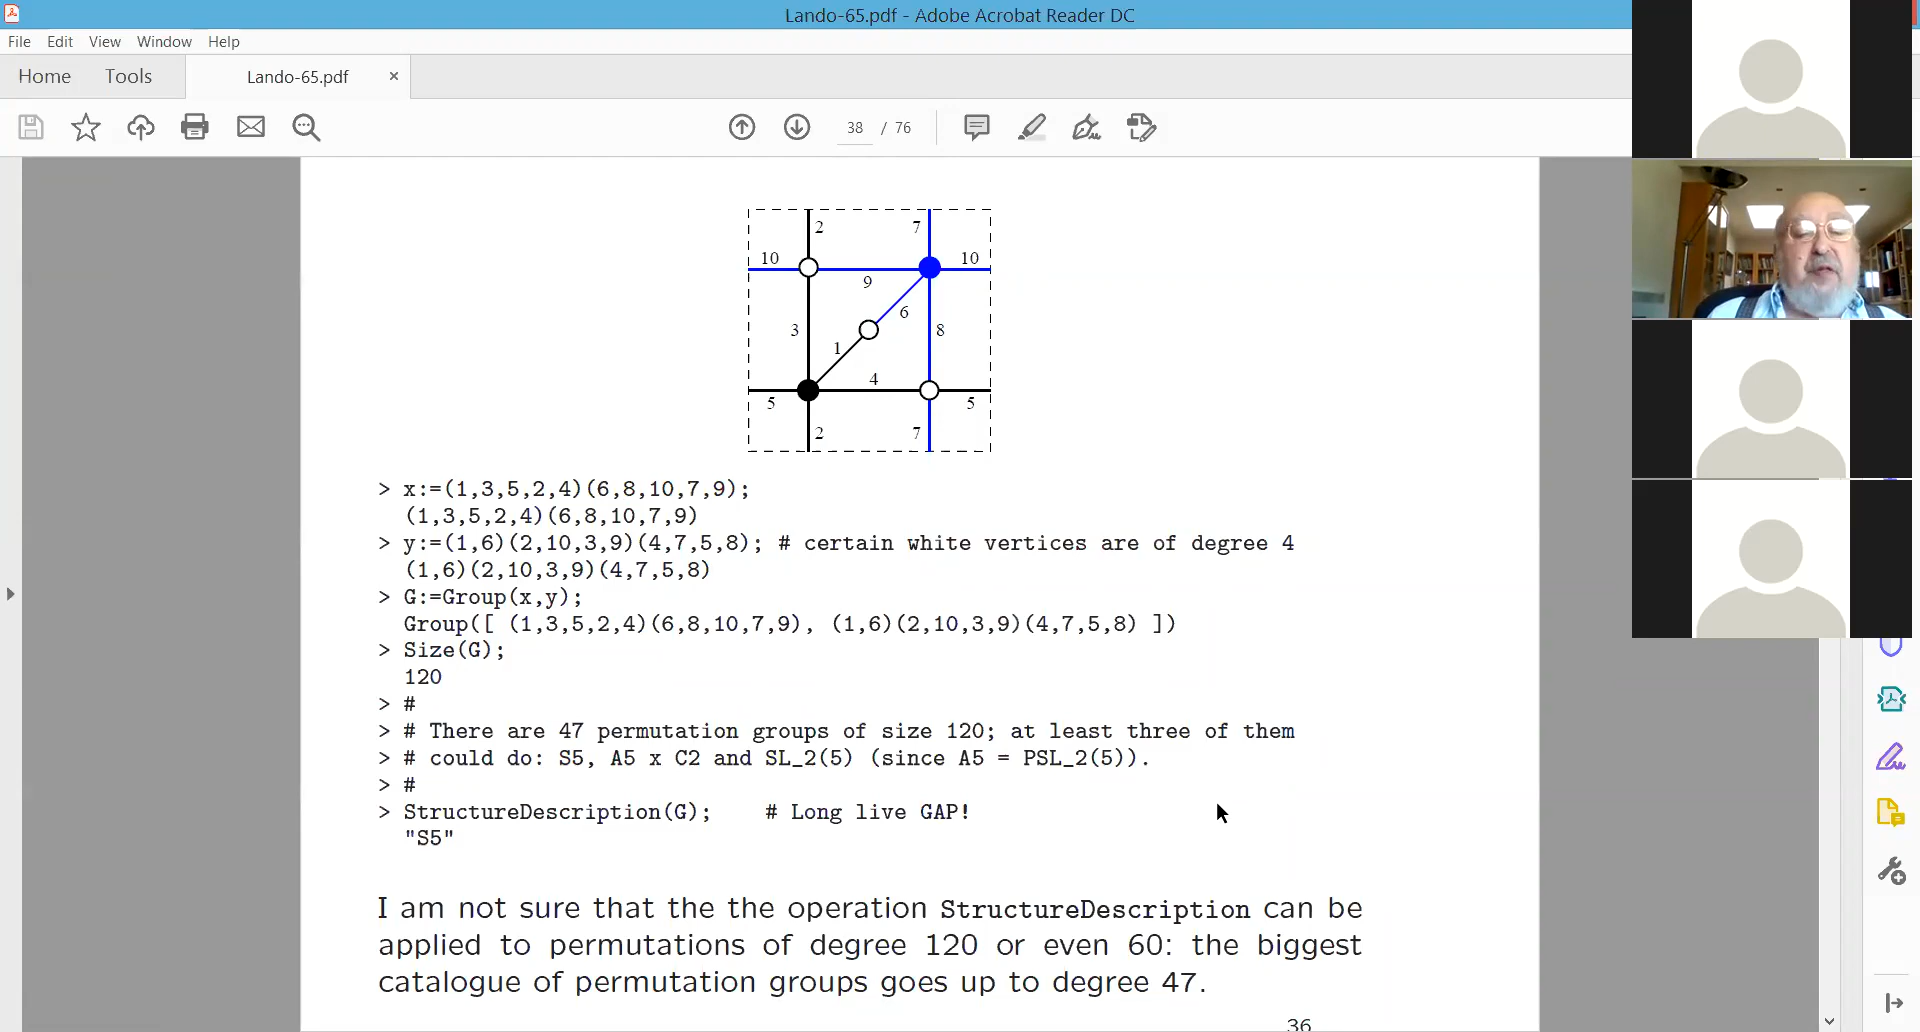 Lando-65.pdf - Adobe Acrobat Reader DC
File Edit View Window Help
Home Tools Lando-65.pdf ×
38 / 76
2 7
10 10
9
6
3 8
1
4
5 5
2 7
> x:=(1,3,5,2,4)(6,8,10,7,9);
(1,3,5,2,4)(6,8,10,7,9)
> y:=(1,6)(2,10,3,9)(4,7,5,8); # certain white vertices are of degree 4
(1,6)(2,10,3,9)(4,7,5,8)
> G:=Group(x,y);
Group([ (1,3,5,2,4)(6,8,10,7,9), (1,6)(2,10,3,9)(4,7,5,8) ])
> Size(G);
120
> #
> # There are 47 permutation groups of size 120; at least three of them
> # could do: S5, A5 x C2 and SL_2(5) (since A5 = PSL_2(5)).
> #
> StructureDescription(G); # Long live GAP!
"S5"
I am not sure that the the operation StructureDescription can be
applied to permutations of degree 120 or even 60: the biggest
catalogue of permutation groups goes up to degree 47.
36